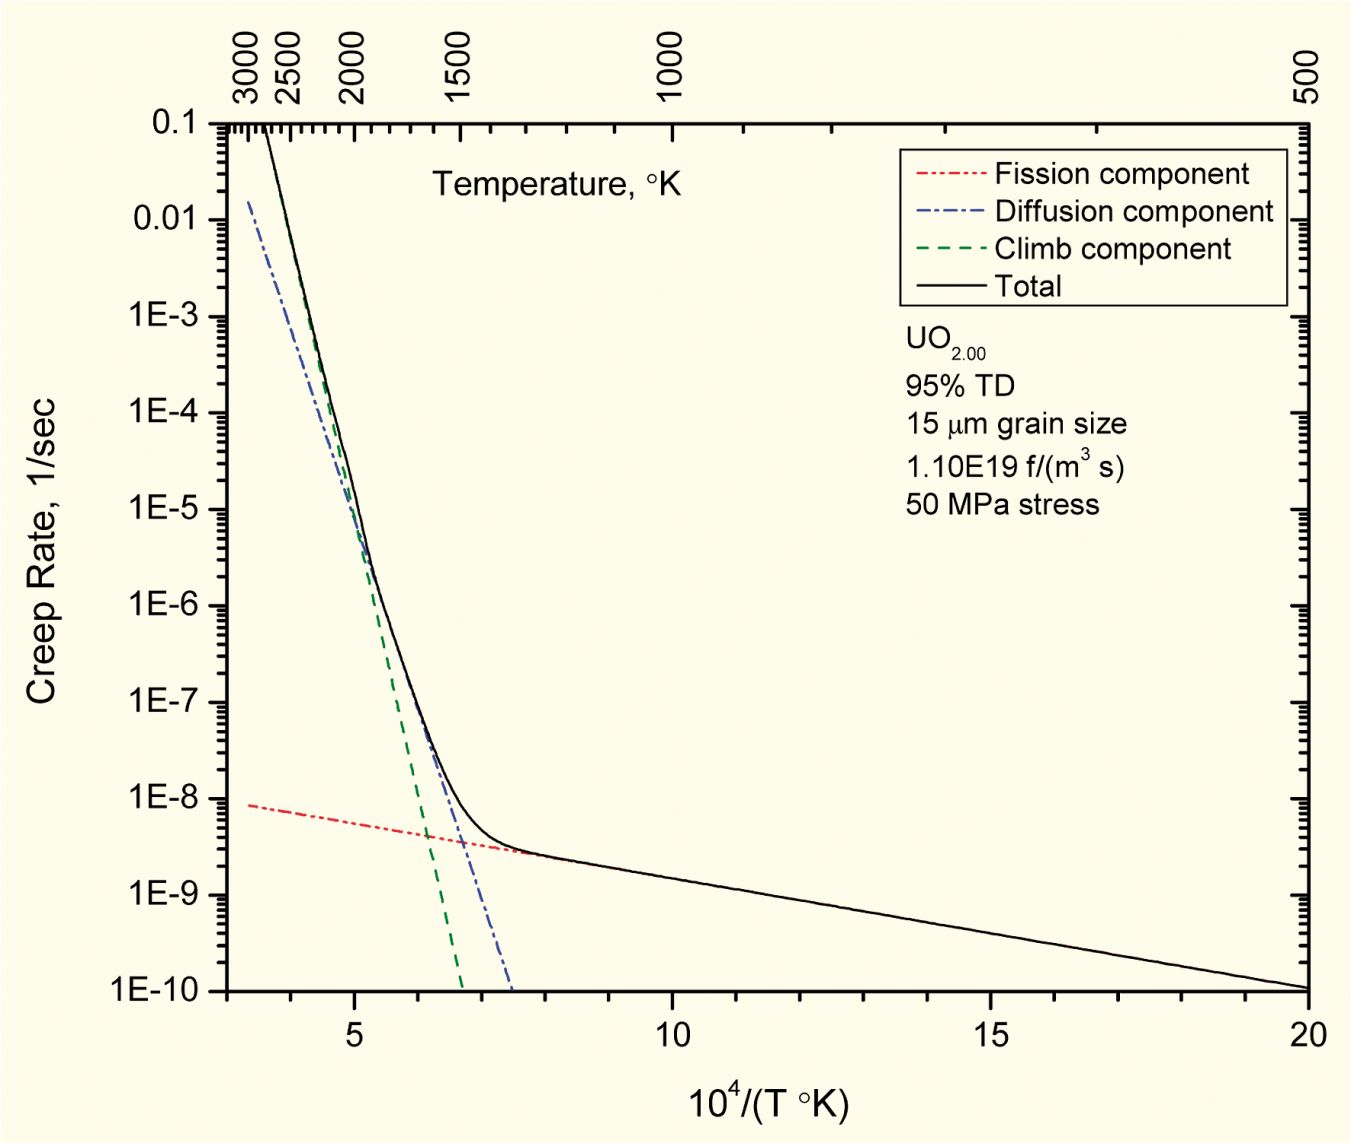 3000 2500 2000 1500 1000 500
Temperature, °K
0.1
0.01
1E-3
1E-4
1E-5
1E-6
1E-7
1E-8
1E-9
1E-10
Creep Rate, 1/sec
Fission component
Diffusion component
Climb component
Total
UO2.00
95% TD
15 μm grain size
1.10E19 f/(m³ s)
50 MPa stress
5 10 15 20
10⁴/(T °K)